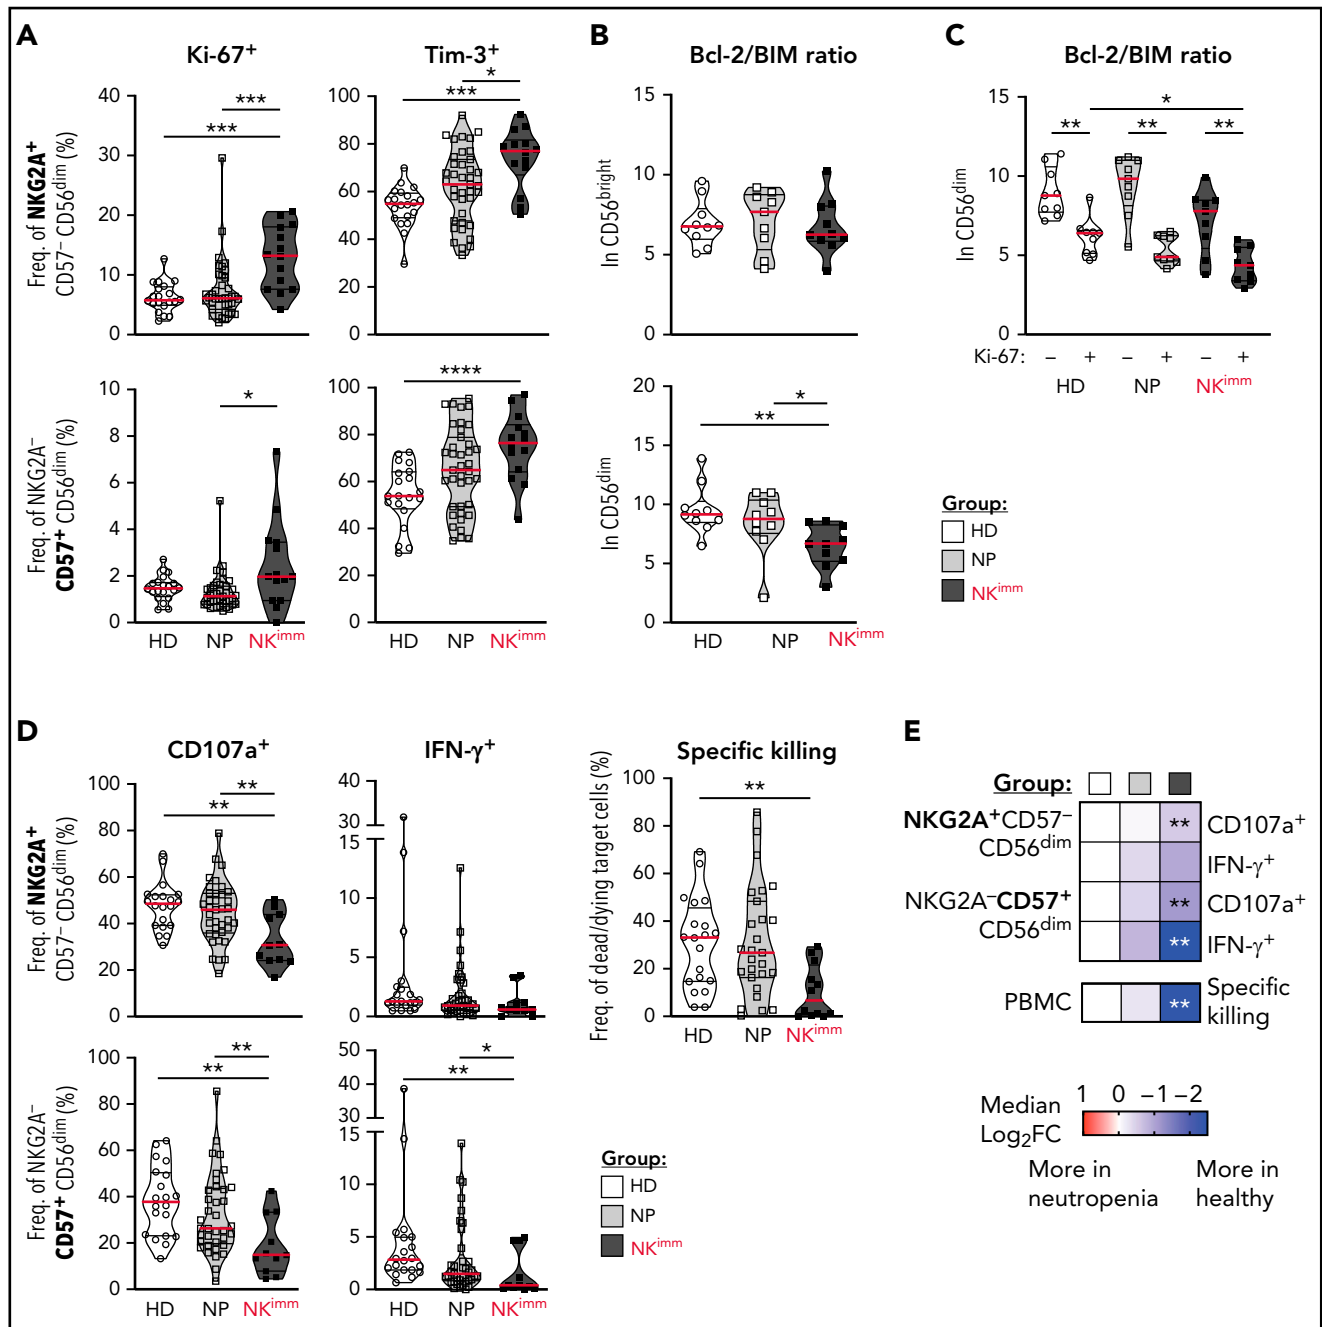 A
Ki-67+
Tim-3+
B
Bcl-2/BIM ratio
C
Bcl-2/BIM ratio
Freq. of NKG2A+
CD57− CD56dim (%)
40
30
20
10
0
***
***
100
80
60
40
20
0
*
***
In CD56bright
15
10
5
0
In CD56dim
15
10
5
0
*
** ** **
Ki-67: − + − + − +
HD NP NKimm
Freq. of NKG2A−
CD57+ CD56dim (%)
10
8
6
4
2
0
*
HD NP NKimm
100
80
60
40
20
0
****
HD NP NKimm
In CD56dim
20
15
10
5
0
*
**
HD NP NKimm
Group:
HD
NP
NKimm
D
CD107a+
IFN-γ+
Specific killing
Freq. of NKG2A+
CD57− CD56dim (%)
100
80
60
40
20
0
**
**
40
30
15
10
5
0
Freq. of dead/dying target cells (%)
100
80
60
40
20
0
**
HD NP NKimm
Freq. of NKG2A−
CD57+ CD56dim (%)
100
80
60
40
20
0
**
**
HD NP NKimm
50
40
30
15
10
5
0
*
**
HD NP NKimm
Group:
HD
NP
NKimm
E
Group:
NKG2A+CD57−
CD56dim
** CD107a+
IFN-γ+
NKG2A−CD57+
CD56dim
** CD107a+
** IFN-γ+
PBMC ** Specific
killing
Median
Log2FC
1 0 −1 −2
More in
neutropenia
More in
healthy